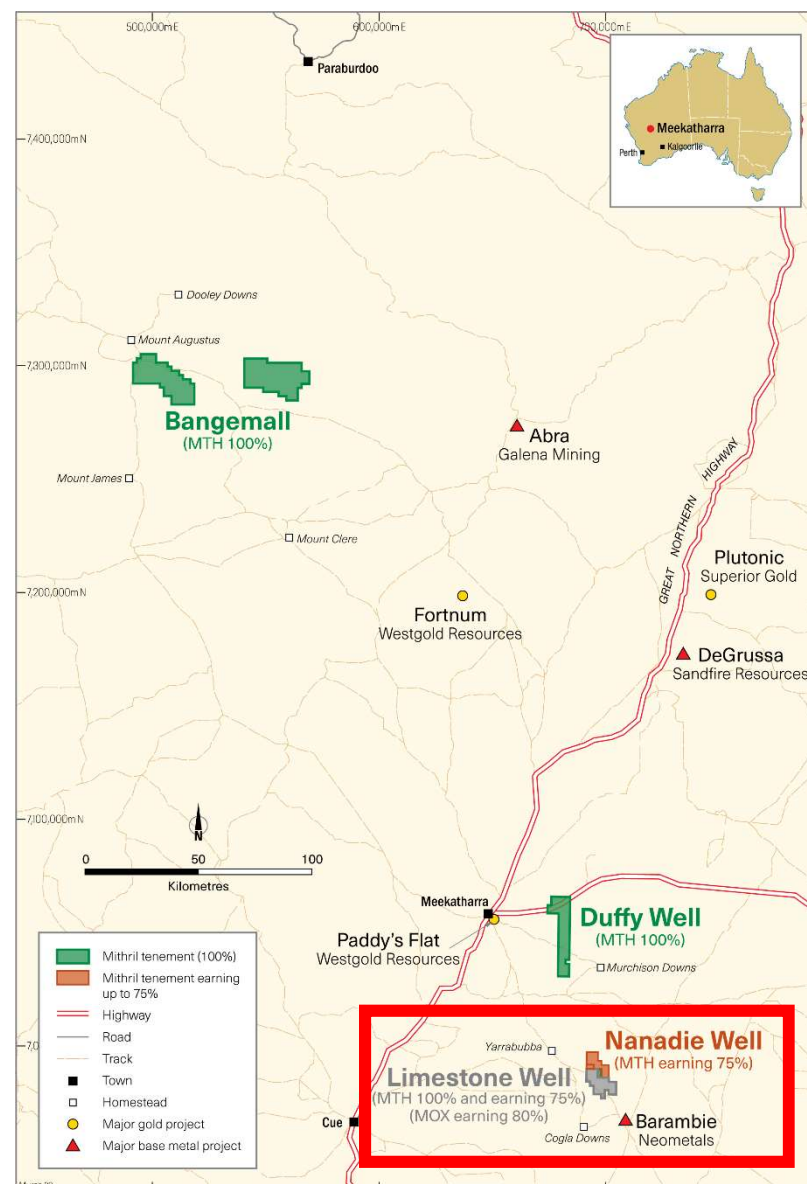 500,000mE
600,000mE
Paraburdoo
Meekatharra
Perth
Kalgoorlie
7,400,000mN
Dooley Downs
Mount Augustus
7,300,000mN
Bangemall
(MTH 100%)
Abra
Galena Mining
Mount James
Mount Clere
GREAT NORTHERN HIGHWAY
Plutonic
Superior Gold
7,200,000mN
Fortnum
Westgold Resources
DeGrussa
Sandfire Resources
7,100,000mN
N
0 50 100
Kilometres
Meekatharra
Duffy Well
(MTH 100%)
Paddy's Flat
Westgold Resources
Murchison Downs
Mithril tenement (100%)
Mithril tenement earning
up to 75%
Highway
Road
Track
Town
Homestead
Major gold project
Major base metal project
Yarrabubba
Nanadie Well
(MTH earning 75%)
Limestone Well
(MTH 100% and earning 75%)
(MOX earning 80%)
Cue
Barambie
Neometals
Cogla Downs